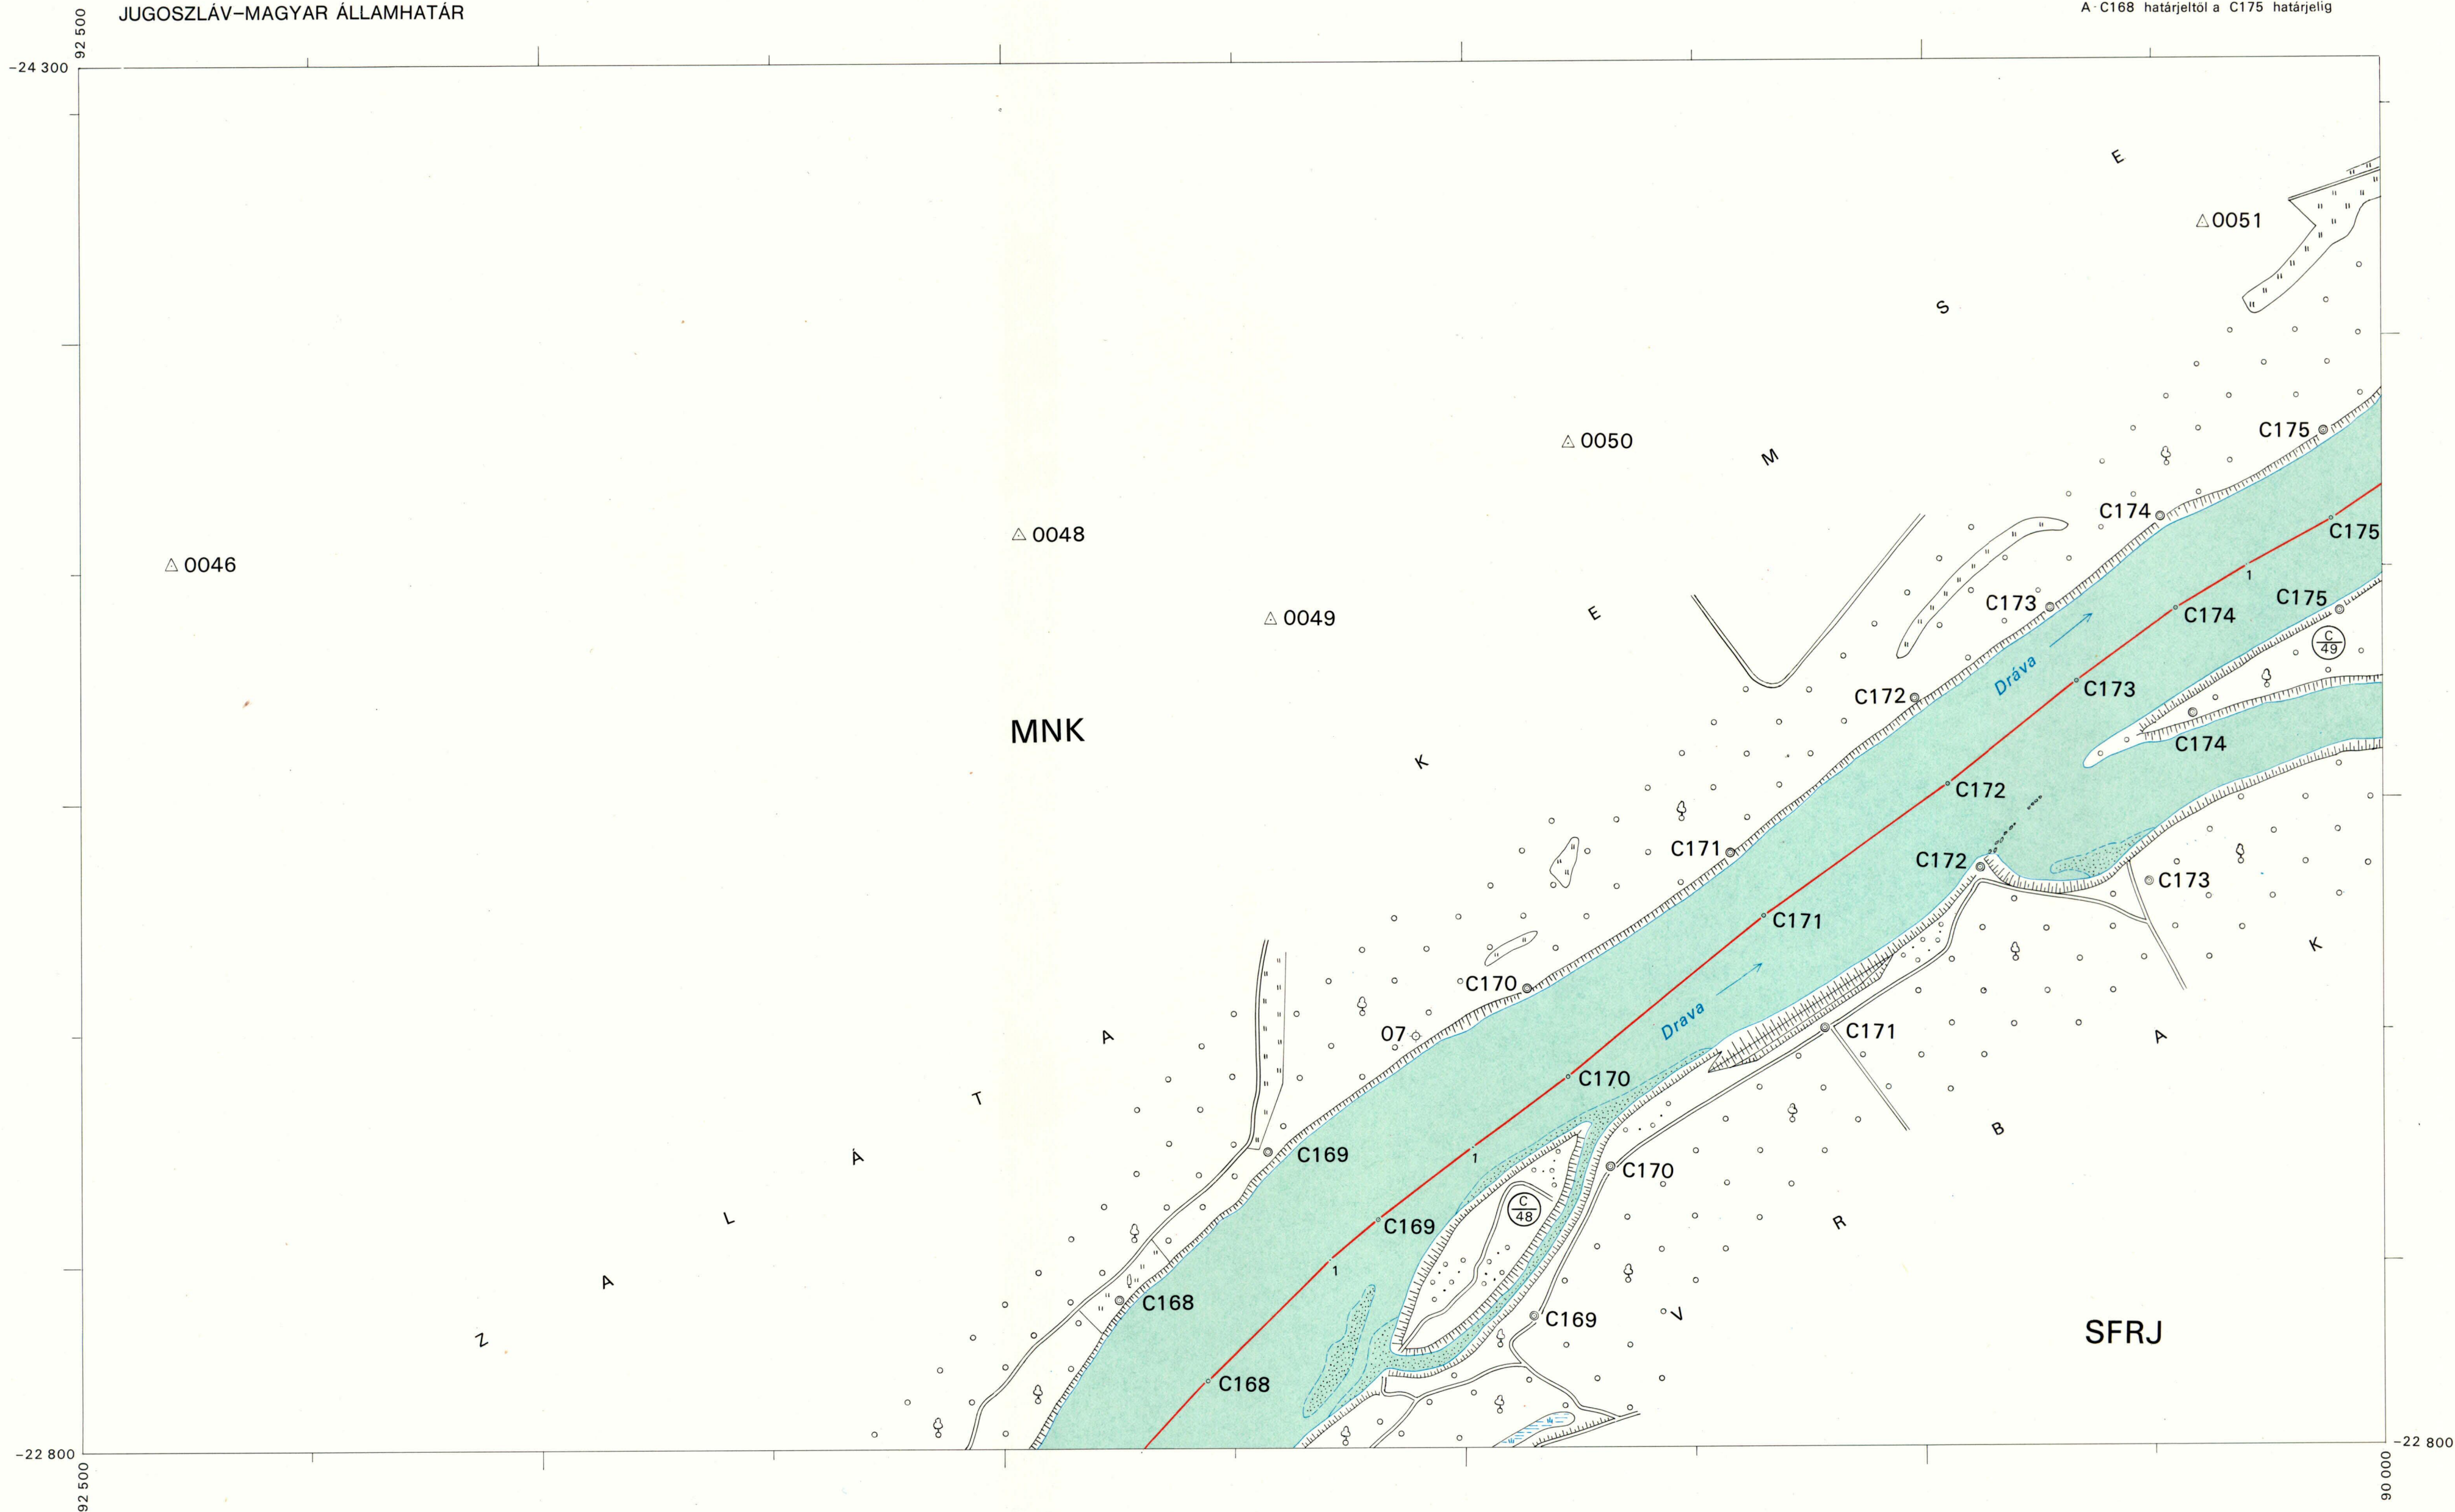 JUGOSZLÁV–MAGYAR ÁLLAMHATÁR
A C168 határjeltől a C175 határjelig
92 500
-24 300
E
0051
S
C175
0050
M
C174
C175
0048
0046
1
C175
C173
C174
0049
E
C
49
Dráva
C173
C172
MNK
C174
K
C172
C171
C172
C173
C171
K
C170
Drava
07
A
C171
A
C170
T
B
Á
C169
1
C170
L
C
48
C169
R
A
1
C168
V
C169
Z
SFRJ
C168
-22 800
-22 800
92 500
90 000